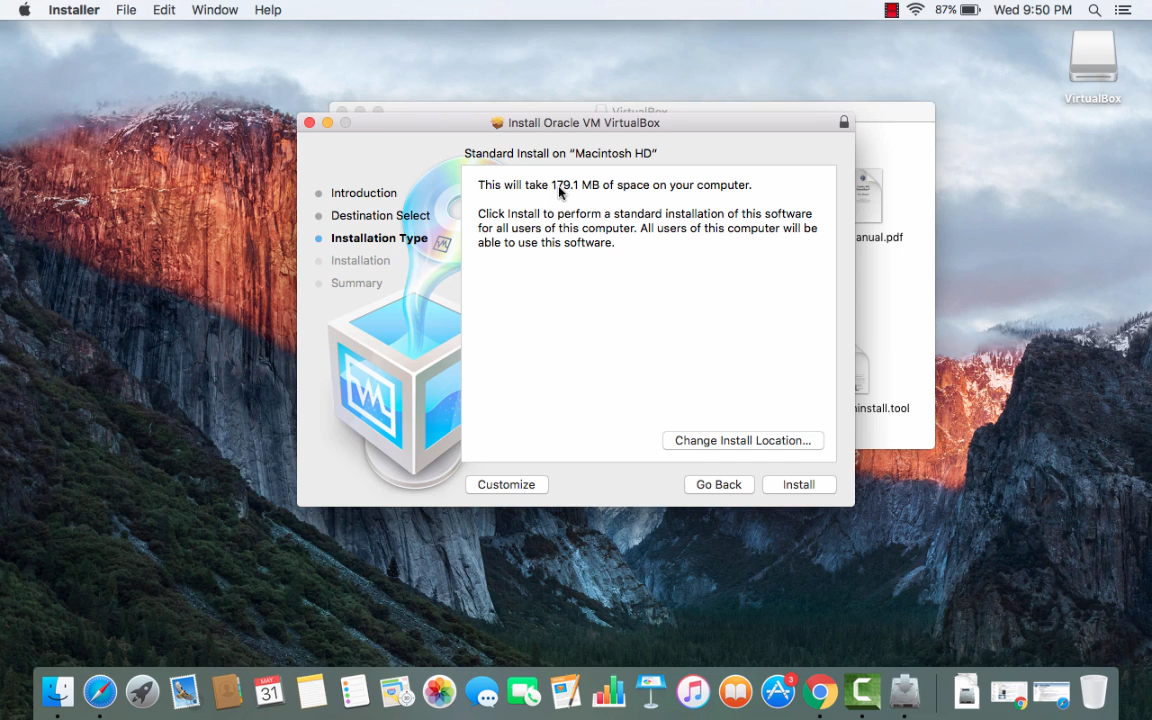 Installer File Edit Window Help 87% Wed 9:50 PM
VirtualBox
VirtualBox
Install Oracle VM VirtualBox
Standard Install on “Macintosh HD”
Introduction
Destination Select
Installation Type
Installation
Summary
This will take 179.1 MB of space on your computer.
Click Install to perform a standard installation of this software
for all users of this computer. All users of this computer will be
able to use this software.
anual.pdf
ninstall.tool
Change Install Location...
Customize Go Back Install
MAY
31
3